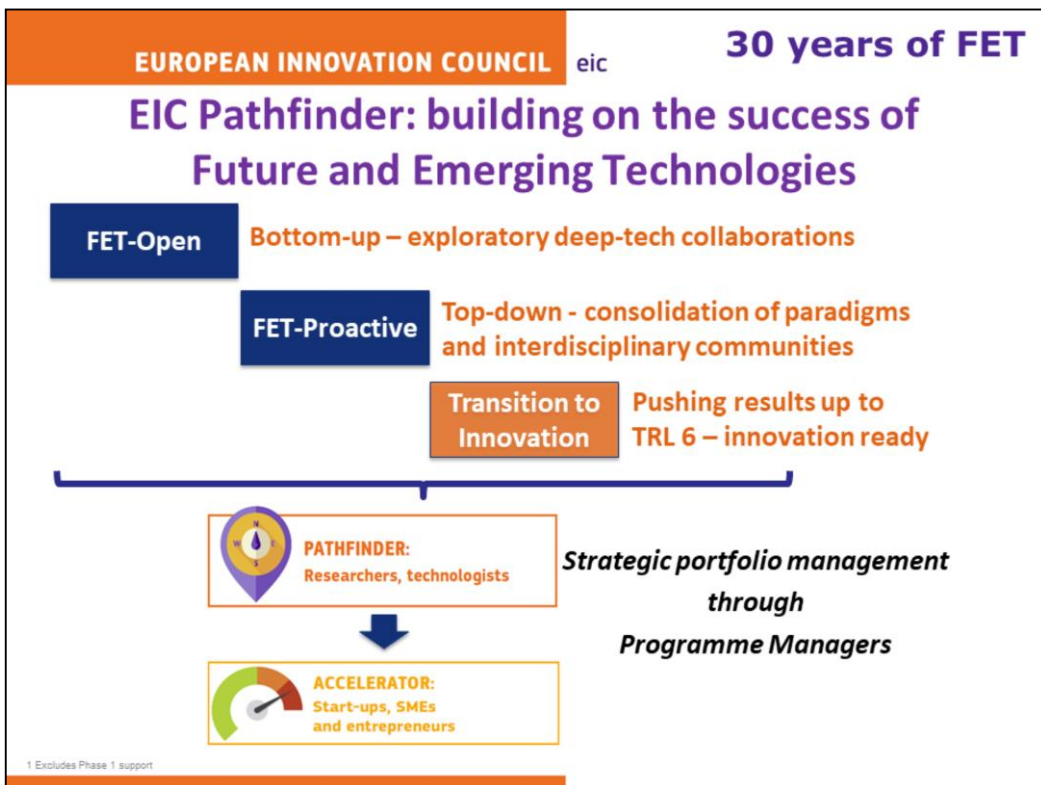 EUROPEAN INNOVATION COUNCIL eic
30 years of FET
EIC Pathfinder: building on the success of
Future and Emerging Technologies
FET-Open
Bottom-up – exploratory deep-tech collaborations
FET-Proactive
Top-down - consolidation of paradigms
and interdisciplinary communities
Transition to
Innovation
Pushing results up to
TRL 6 – innovation ready
N
W E
S
PATHFINDER:
Researchers, technologists
Strategic portfolio management
through
Programme Managers
ACCELERATOR:
Start-ups, SMEs
and entrepreneurs
1 Excludes Phase 1 support